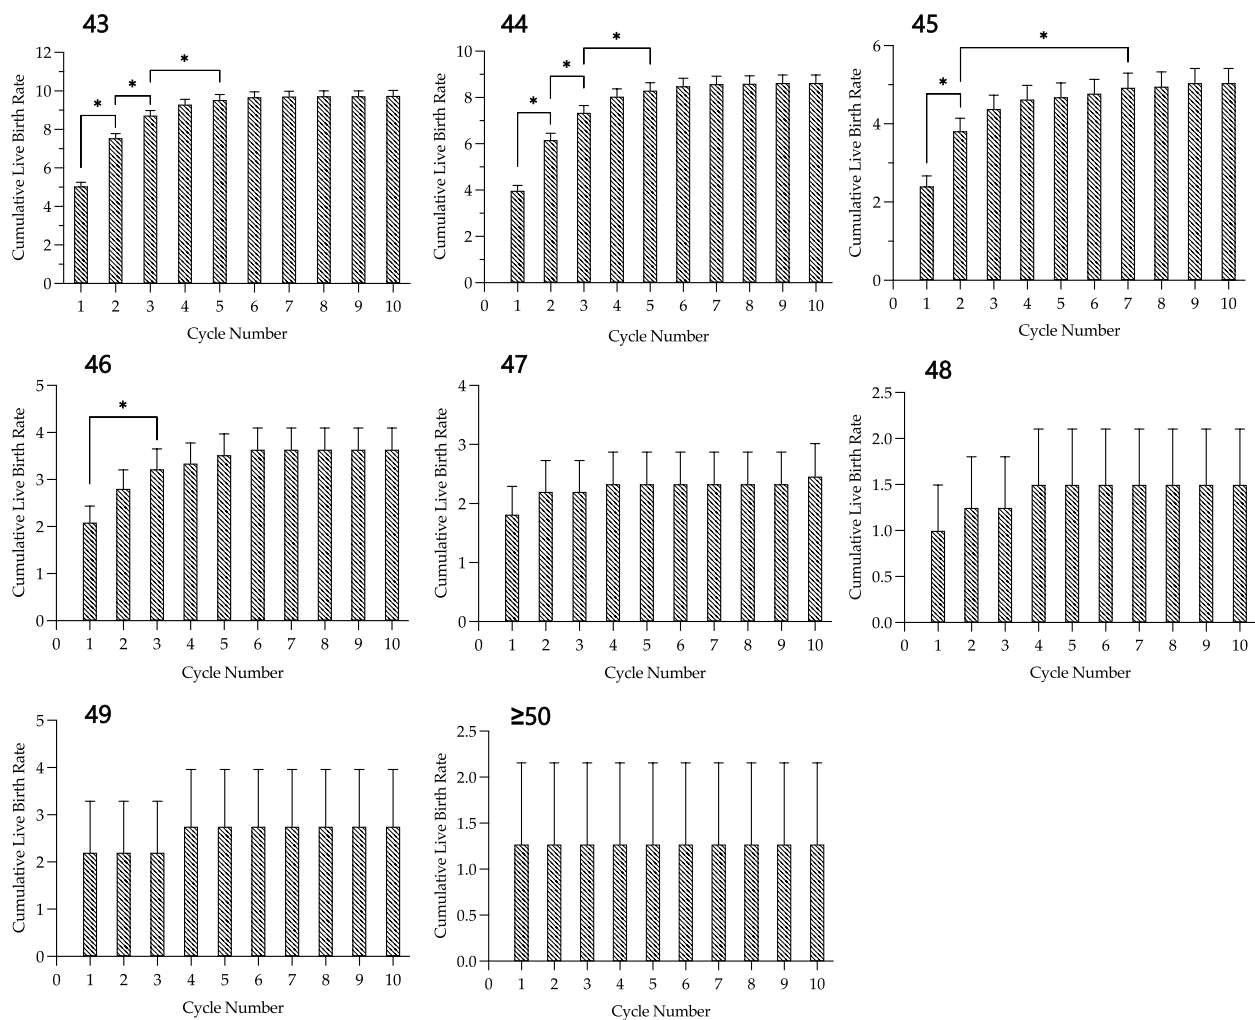 43
*
*
*
Cumulative Live Birth Rate
12
10
8
6
4
2
0
1 2 3 4 5 6 7 8 9 10
Cycle Number
44
*
*
*
Cumulative Live Birth Rate
10
8
6
4
2
0
0 1 2 3 4 5 6 7 8 9 10
Cycle Number
45
*
*
Cumulative Live Birth Rate
6
4
2
0
0 1 2 3 4 5 6 7 8 9 10
Cycle Number
46
*
Cumulative Live Birth Rate
5
4
3
2
1
0
0 1 2 3 4 5 6 7 8 9 10
Cycle Number
47
Cumulative Live Birth Rate
4
3
2
1
0
0 1 2 3 4 5 6 7 8 9 10
Cycle Number
48
Cumulative Live Birth Rate
2.5
2.0
1.5
1.0
0.5
0.0
0 1 2 3 4 5 6 7 8 9 10
Cycle Number
49
Cumulative Live Birth Rate
5
4
3
2
1
0
0 1 2 3 4 5 6 7 8 9 10
Cycle Number
≥50
Cumulative Live Birth Rate
2.5
2.0
1.5
1.0
0.5
0.0
0 1 2 3 4 5 6 7 8 9 10
Cycle Number